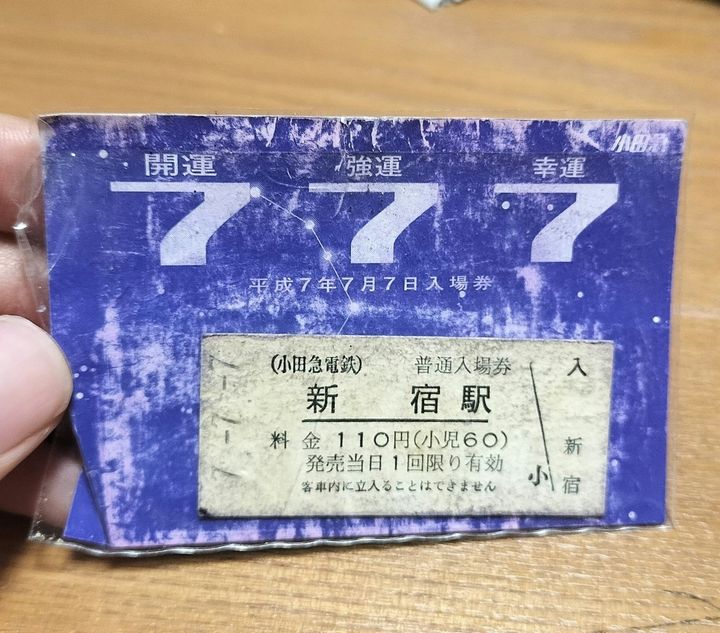 小田急
開運 強運 幸運
7 7 7
平成7年7月7日入場券
7.-7.-7
(小田急電鉄) 普通入場券
新宿駅
料金110円(小児60)
発売当日1回限り有効
客車内に立入ることはできません
入
新
宿
小